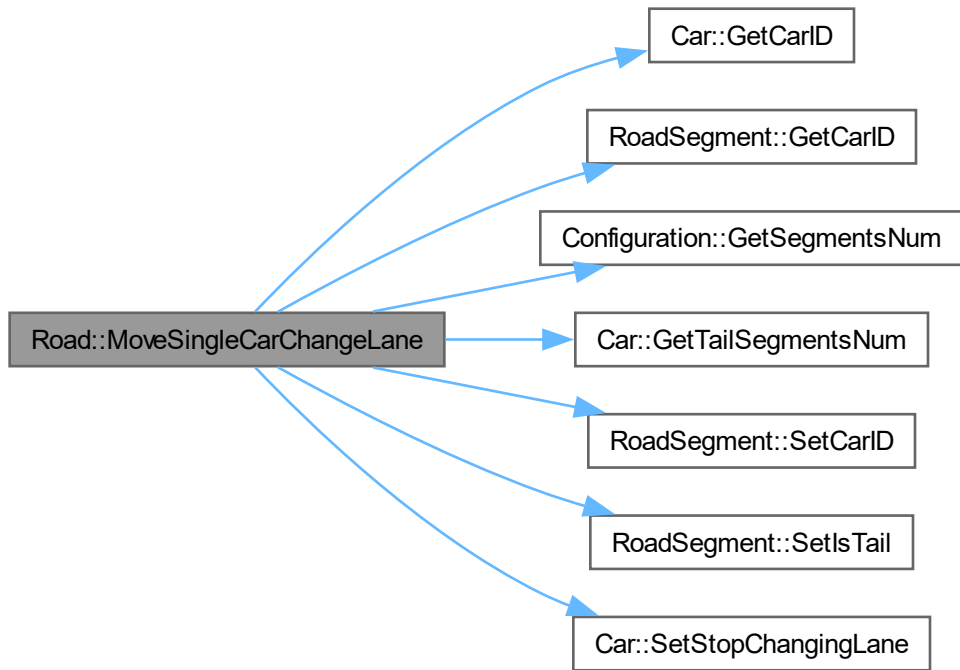 Car::GetCarID
RoadSegment::GetCarID
Configuration::GetSegmentsNum
Road::MoveSingleCarChangeLane
Car::GetTailSegmentsNum
RoadSegment::SetCarID
RoadSegment::SetIsTail
Car::SetStopChangingLane